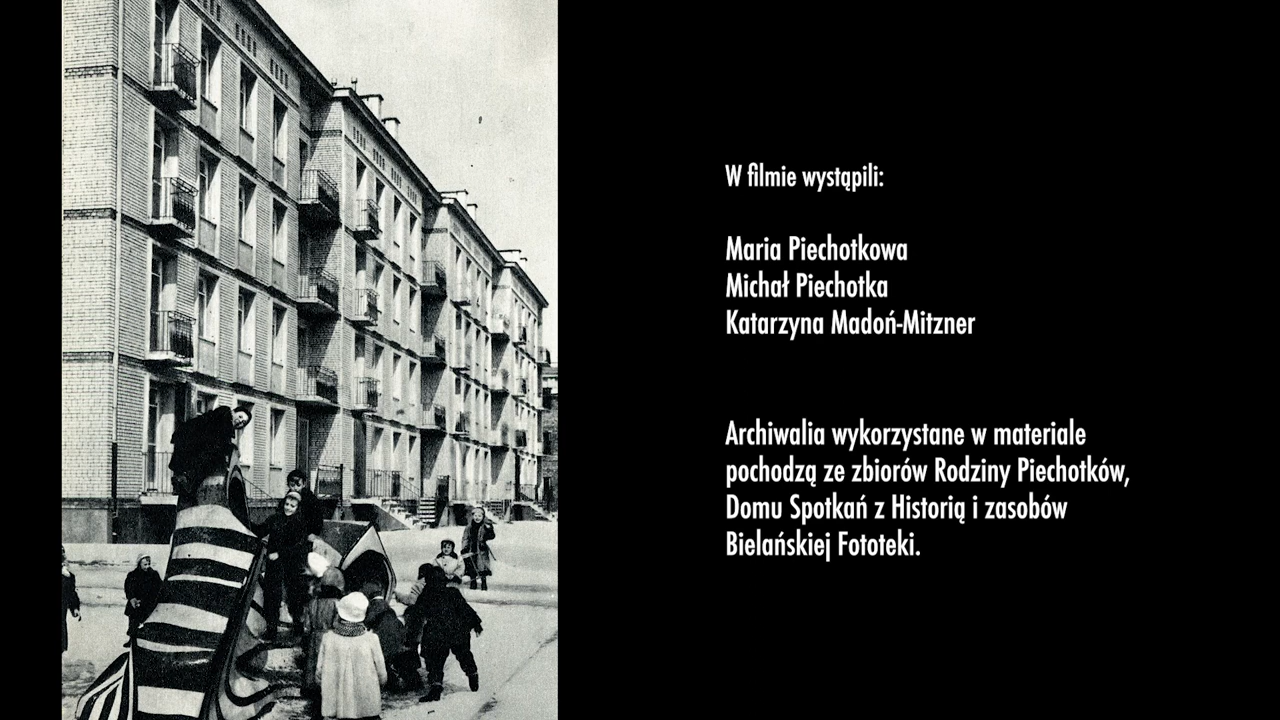 W filmie wystąpili:
Maria Piechotkowa
Michał Piechotka
Katarzyna Madoń-Mitzner
Archiwalia wykorzystane w materiale
pochodzą ze zbiorów Rodziny Piechotków,
Domu Spotkań z Historią i zasobów
Bielańskiej Fototeki.